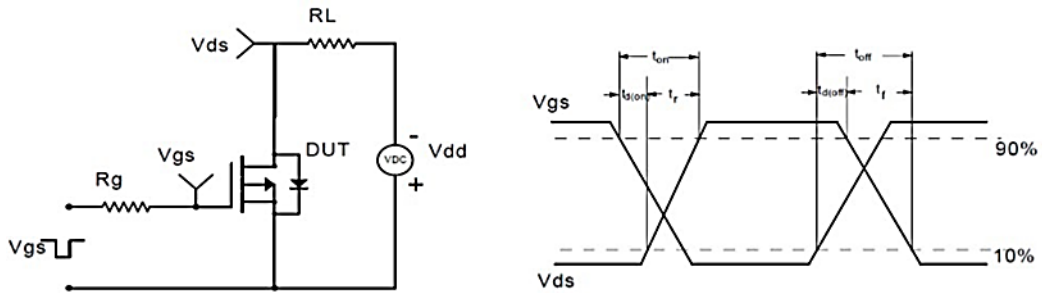 RL
Vds
Vgs
DUT
Rg
VDC
-
Vdd
+
Vgs
ton
toff
td(on)
tr
td(off)
tf
Vgs
90%
10%
Vds